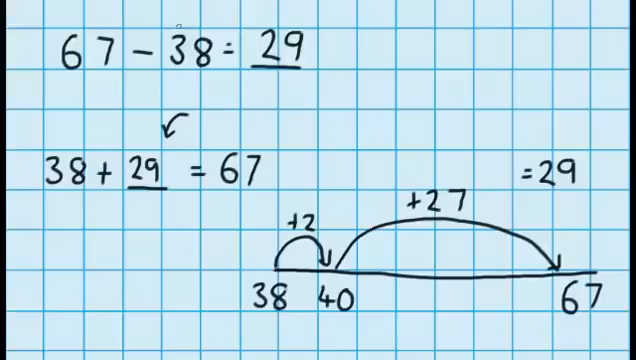 67 - 38 = 29
38 + 29 = 67
= 29
+2
+27
38 40 67